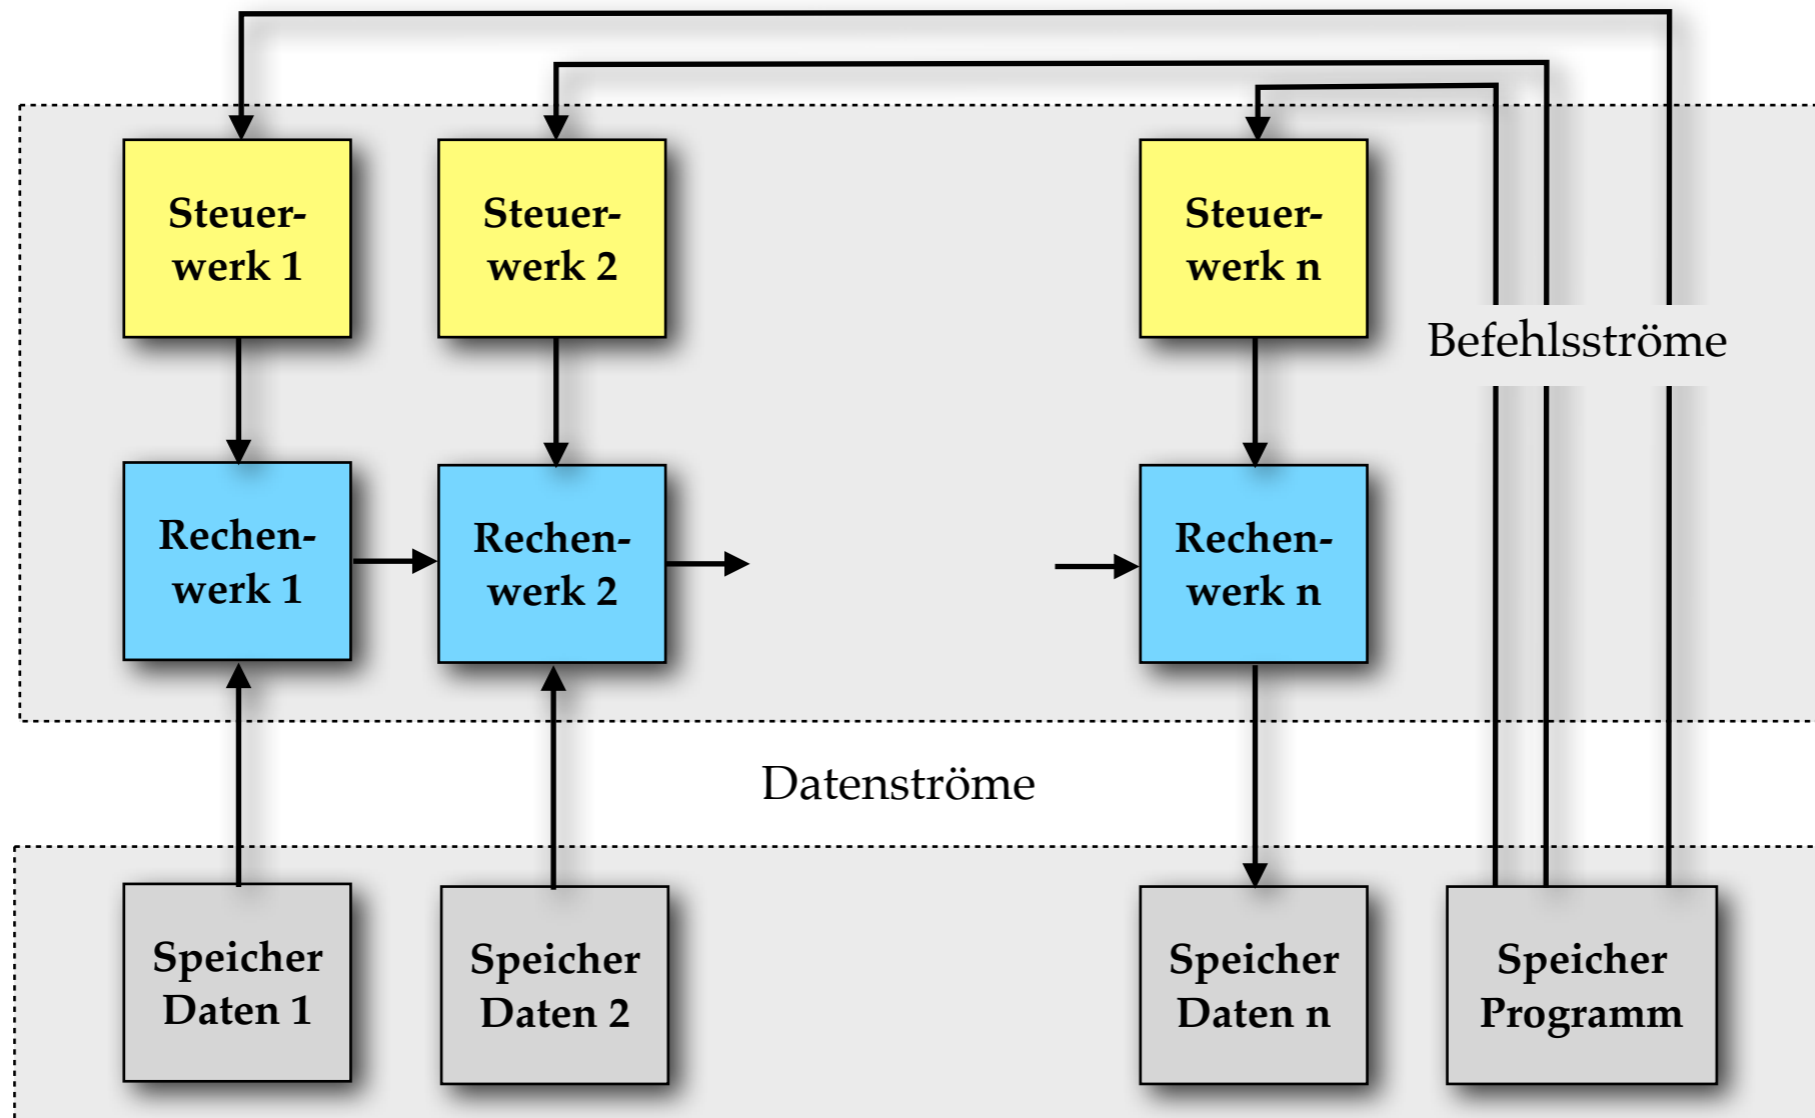 Steuer-
werk 1
Steuer-
werk 2
Steuer-
werk n
Befehlsströme
Rechen-
werk 1
Rechen-
werk 2
Rechen-
werk n
Datenströme
Speicher
Daten 1
Speicher
Daten 2
Speicher
Daten n
Speicher
Programm